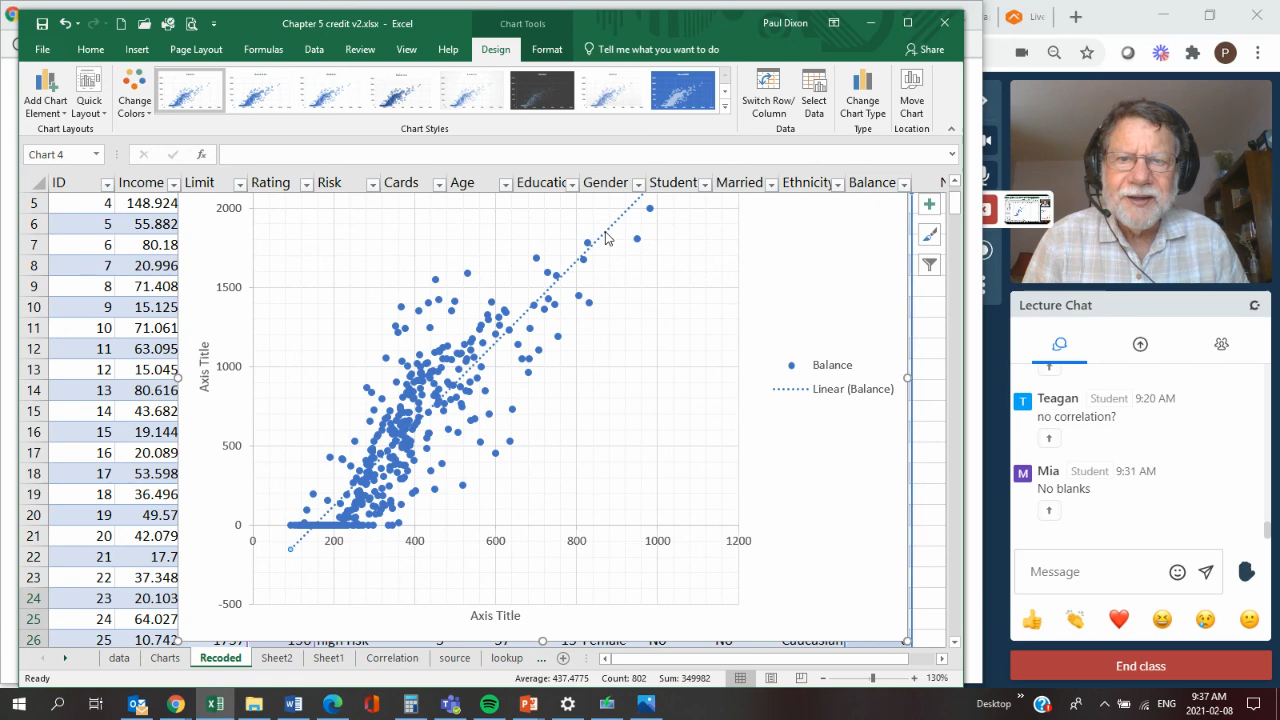 Chapter 5 credit v2.xlsx - Excel
Chart Tools
Paul Dixon
Live
File Home Insert Page Layout Formulas Data Review View Help Design Format Tell me what you want to do Share
Add Chart Element
Quick Layout
Change Colors
Switch Row/ Column
Select Data
Change Chart Type
Move Chart
Chart Layouts Chart Styles Data Type Location
Chart 4
fx
ID Income Limit Rating Risk Cards Age Educatic Gender Student Married Ethnicity Balance
5 4 148.924
6 5 55.882
7 6 80.18
8 7 20.996
9 8 71.408
10 9 15.125
11 10 71.061
12 11 63.095
13 12 15.045
14 13 80.616
15 14 43.682
16 15 19.144
17 16 20.089
18 17 53.598
19 18 36.496
20 19 49.57
21 20 42.079
22 21 17.7
23 22 37.348
24 23 20.103
25 24 64.027
26 25 10.742
2000
1500
1000
500
0
-500
0 200 400 600 800 1000 1200
Axis Title
Axis Title
Balance
Linear (Balance)
data Charts Recoded Sheet2 Sheet1 Correlation source lookup ...
Ready
Average: 437.4775 Count: 802 Sum: 349982
130%
P
Lecture Chat
T Teagan Student 9:20 AM
no correlation?
M Mia Student 9:31 AM
No blanks
Message
End class
Desktop
ENG
9:37 AM
2021-02-08